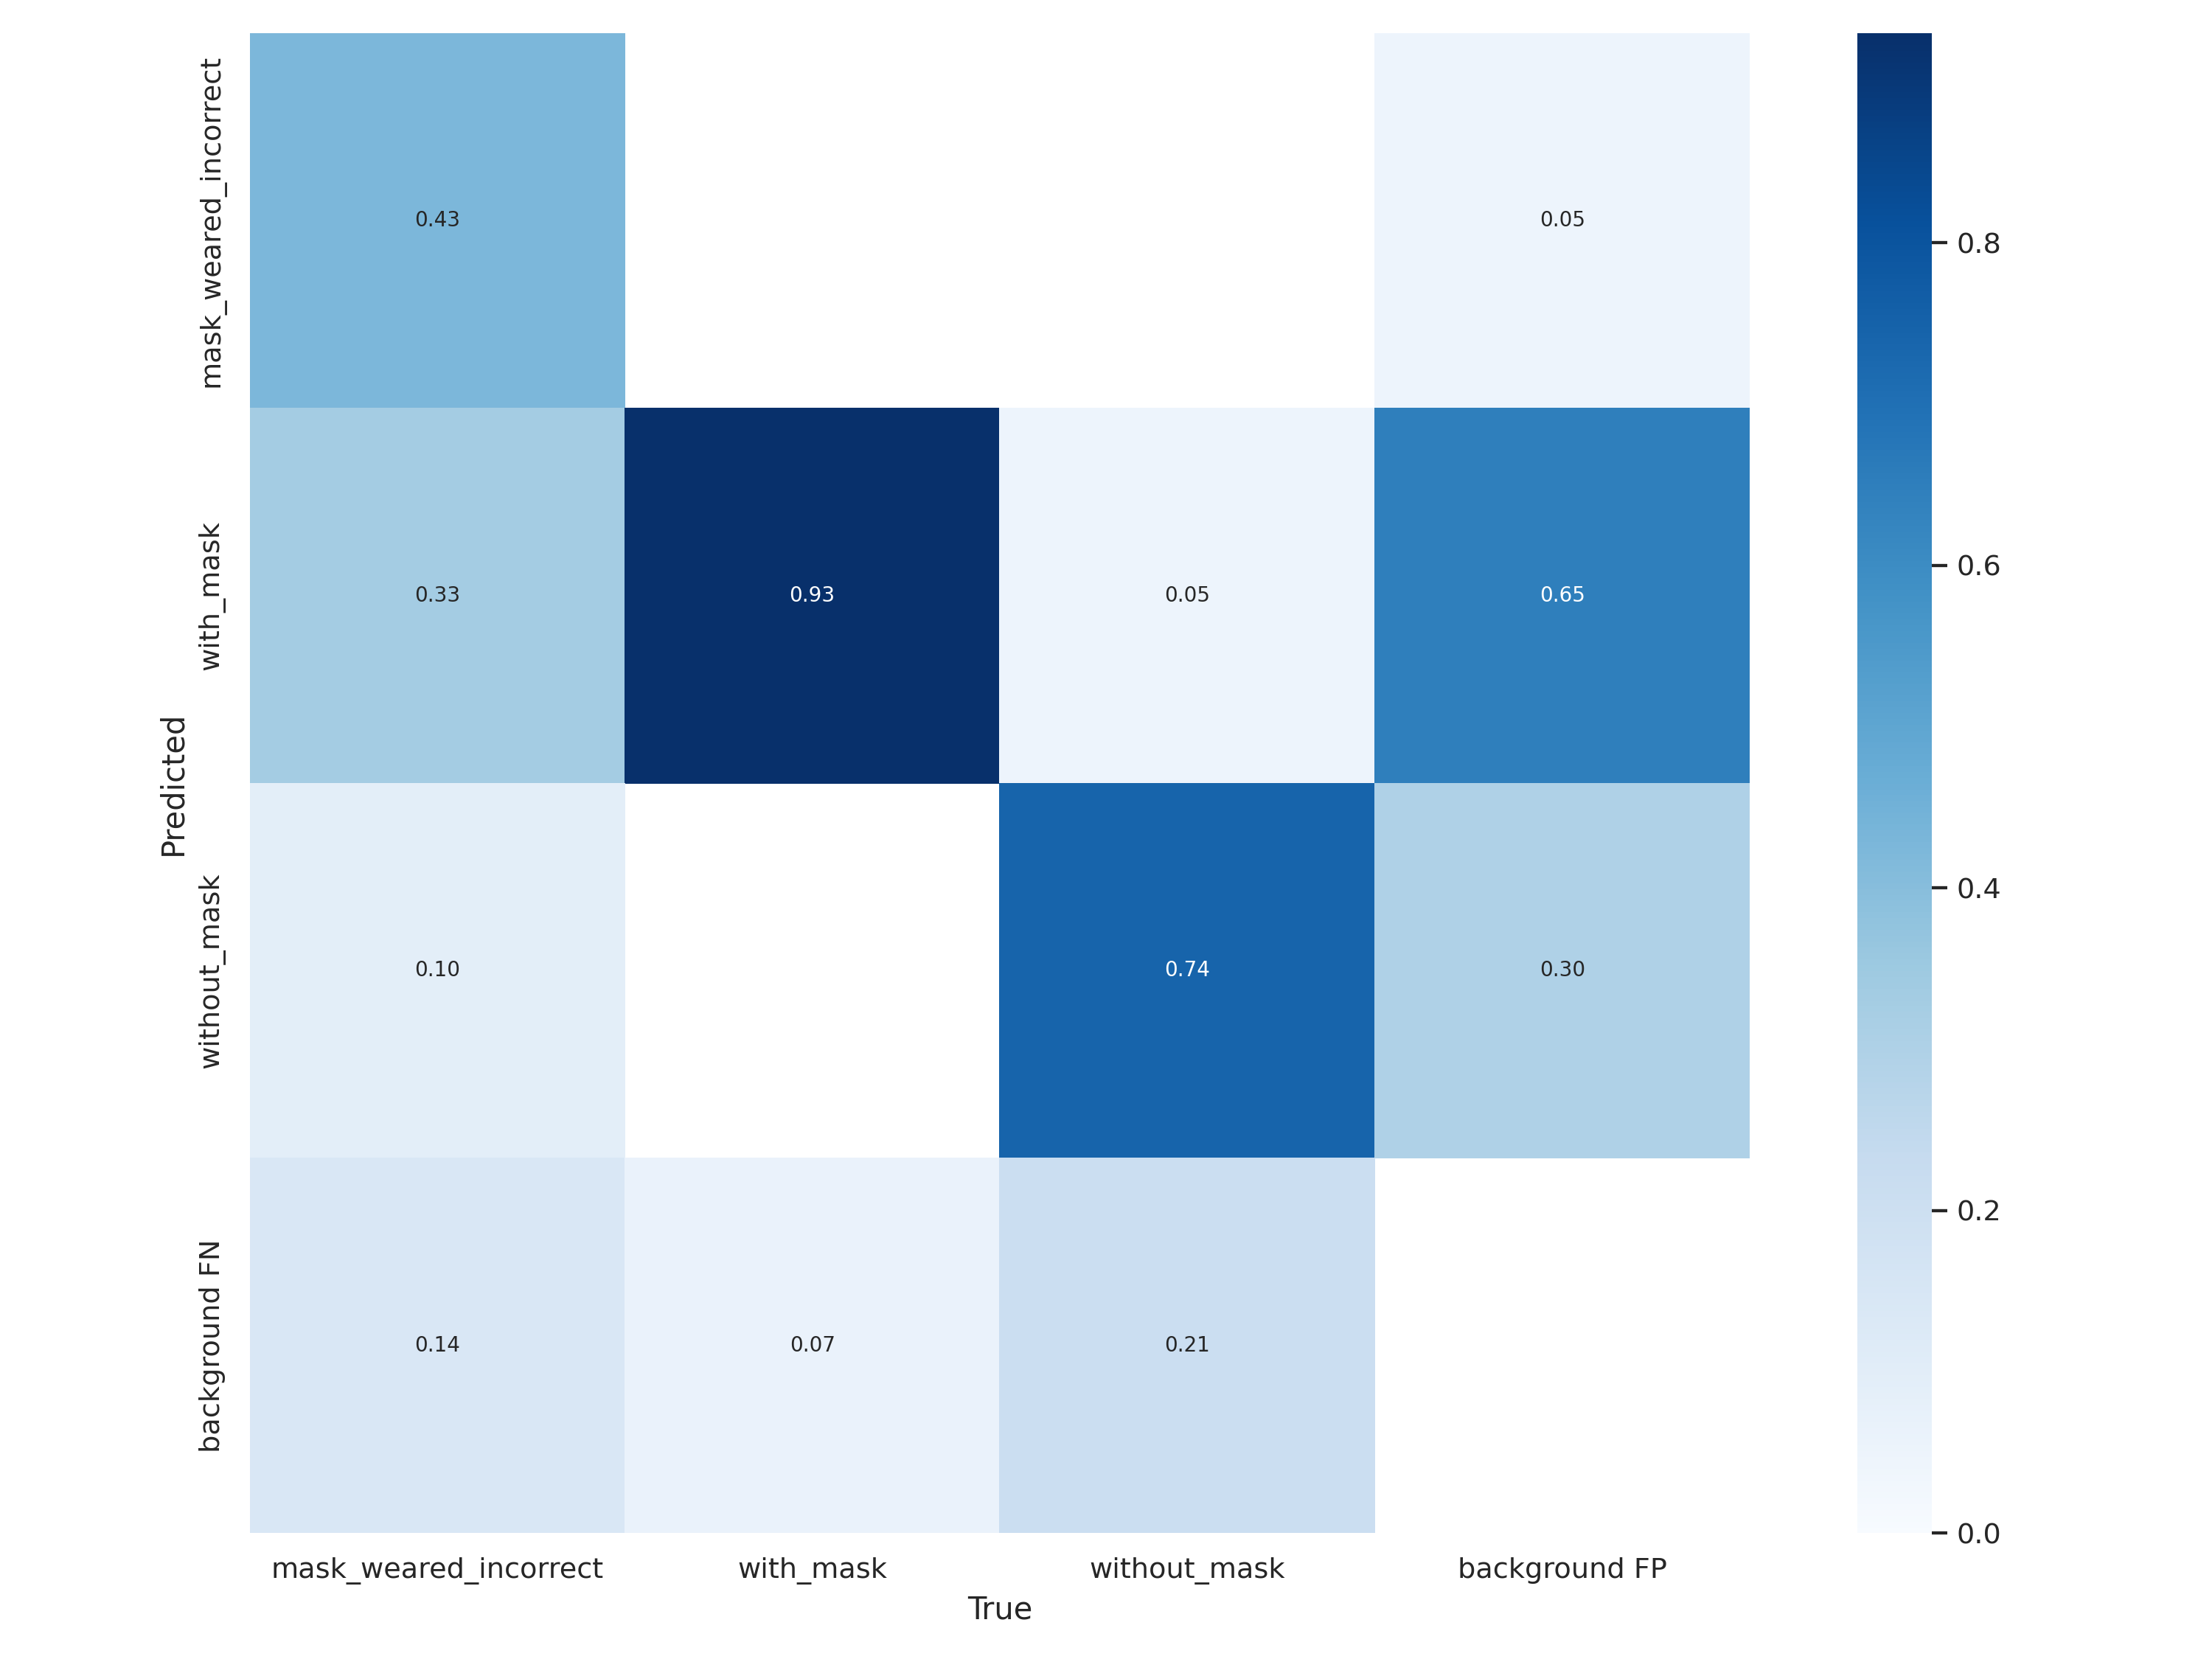 mask_weared_incorrect
0.43
0.05
0.8
with_mask
0.33
0.93
0.05
0.65
0.6
Predicted
without_mask
0.10
0.74
0.30
0.4
background FN
0.14
0.07
0.21
0.2
0.0
mask_weared_incorrect
with_mask
without_mask
background FP
True